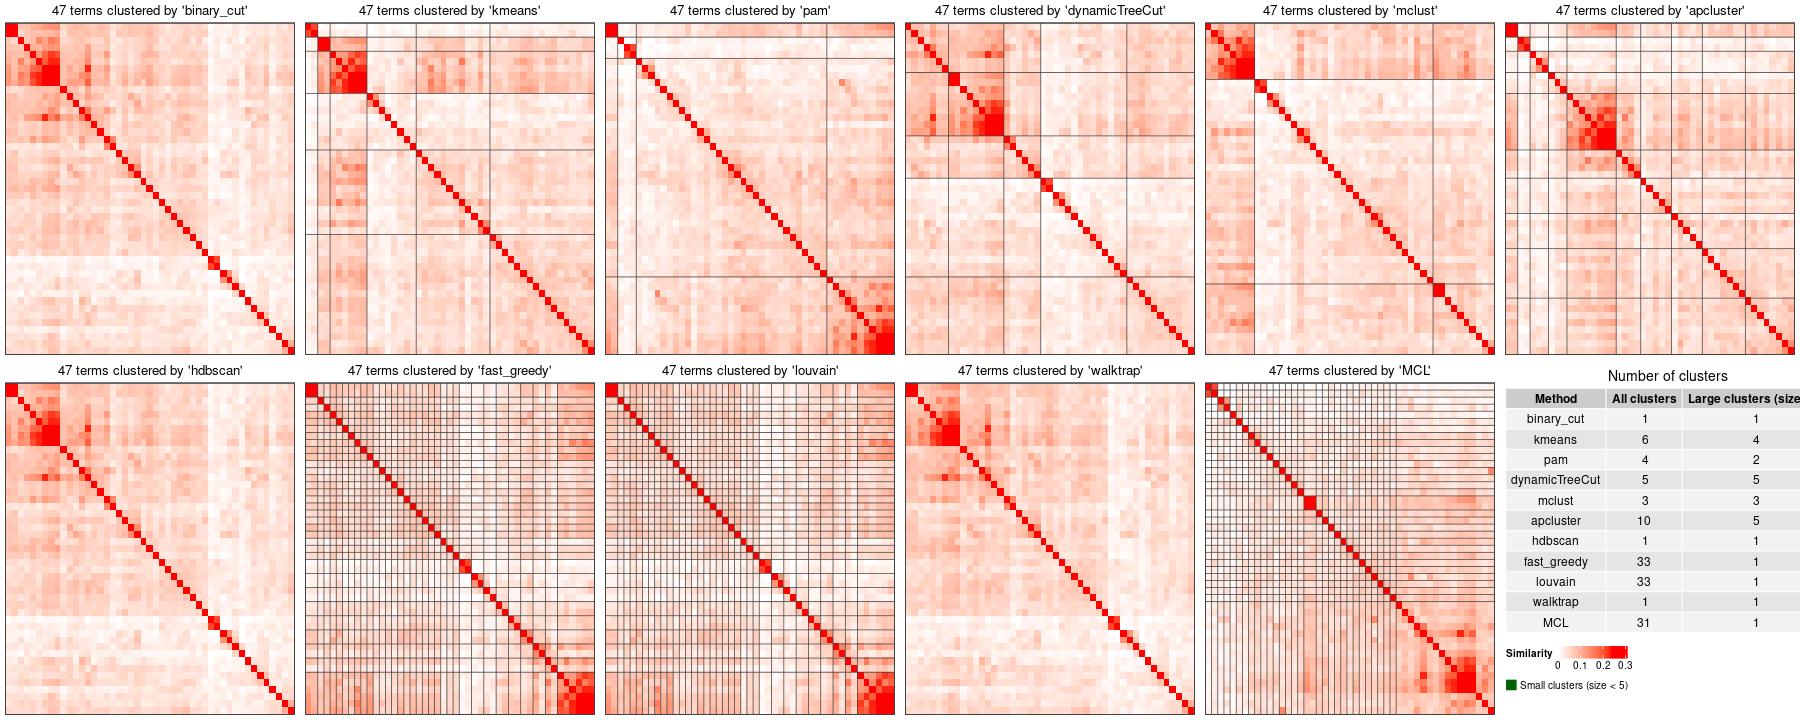 47 terms clustered by 'binary_cut'
47 terms clustered by 'kmeans'
47 terms clustered by 'pam'
47 terms clustered by 'dynamicTreeCut'
47 terms clustered by 'mclust'
47 terms clustered by 'apcluster'
47 terms clustered by 'hdbscan'
47 terms clustered by 'fast_greedy'
47 terms clustered by 'louvain'
47 terms clustered by 'walktrap'
47 terms clustered by 'MCL'
Number of clusters
Method All clusters Large clusters (size
binary_cut 1 1
kmeans 6 4
pam 4 2
dynamicTreeCut 5 5
mclust 3 3
apcluster 10 5
hdbscan 1 1
fast_greedy 33 1
louvain 33 1
walktrap 1 1
MCL 31 1
Similarity
0 0.1 0.2 0.3
Small clusters (size < 5)